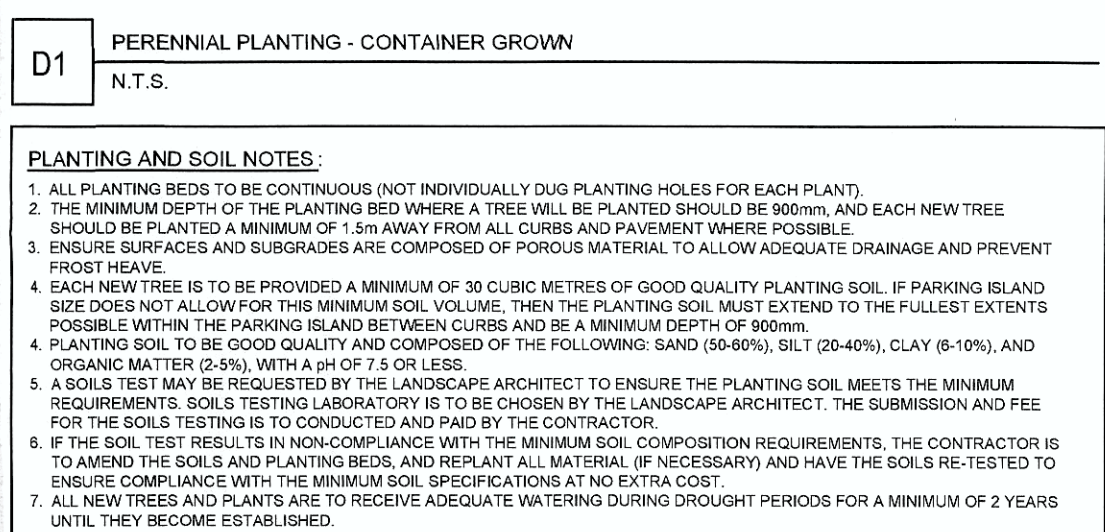 D1
PERENNIAL PLANTING - CONTAINER GROWN
N.T.S.
PLANTING AND SOIL NOTES:
1. ALL PLANTING BEDS TO BE CONTINUOUS (NOT INDIVIDUALLY DUG PLANTING HOLES FOR EACH PLANT).
2. THE MINIMUM DEPTH OF THE PLANTING BED WHERE A TREE WILL BE PLANTED SHOULD BE 900mm, AND EACH NEW TREE
SHOULD BE PLANTED A MINIMUM OF 1.5m AWAY FROM ALL CURBS AND PAVEMENT WHERE POSSIBLE.
3. ENSURE SURFACES AND SUBGRADES ARE COMPOSED OF POROUS MATERIAL TO ALLOW ADEQUATE DRAINAGE AND PREVENT
FROST HEAVE.
4. EACH NEW TREE IS TO BE PROVIDED A MINIMUM OF 30 CUBIC METRES OF GOOD QUALITY PLANTING SOIL. IF PARKING ISLAND
SIZE DOES NOT ALLOW FOR THIS MINIMUM SOIL VOLUME, THEN THE PLANTING SOIL MUST EXTEND TO THE FULLEST EXTENTS
POSSIBLE WITHIN THE PARKING ISLAND BETWEEN CURBS AND BE A MINIMUM DEPTH OF 900mm.
4. PLANTING SOIL TO BE GOOD QUALITY AND COMPOSED OF THE FOLLOWING: SAND (50-60%), SILT (20-40%), CLAY (6-10%), AND
ORGANIC MATTER (2-5%), WITH A pH OF 7.5 OR LESS.
5. A SOILS TEST MAY BE REQUESTED BY THE LANDSCAPE ARCHITECT TO ENSURE THE PLANTING SOIL MEETS THE MINIMUM
REQUIREMENTS. SOILS TESTING LABORATORY IS TO BE CHOSEN BY THE LANDSCAPE ARCHITECT. THE SUBMISSION AND FEE
FOR THE SOILS TESTING IS TO CONDUCTED AND PAID BY THE CONTRACTOR.
6. IF THE SOIL TEST RESULTS IN NON-COMPLIANCE WITH THE MINIMUM SOIL COMPOSITION REQUIREMENTS, THE CONTRACTOR IS
TO AMEND THE SOILS AND PLANTING BEDS, AND REPLANT ALL MATERIAL (IF NECESSARY) AND HAVE THE SOILS RE-TESTED TO
ENSURE COMPLIANCE WITH THE MINIMUM SOIL SPECIFICATIONS AT NO EXTRA COST.
7. ALL NEW TREES AND PLANTS ARE TO RECEIVE ADEQUATE WATERING DURING DROUGHT PERIODS FOR A MINIMUM OF 2 YEARS
UNTIL THEY BECOME ESTABLISHED.